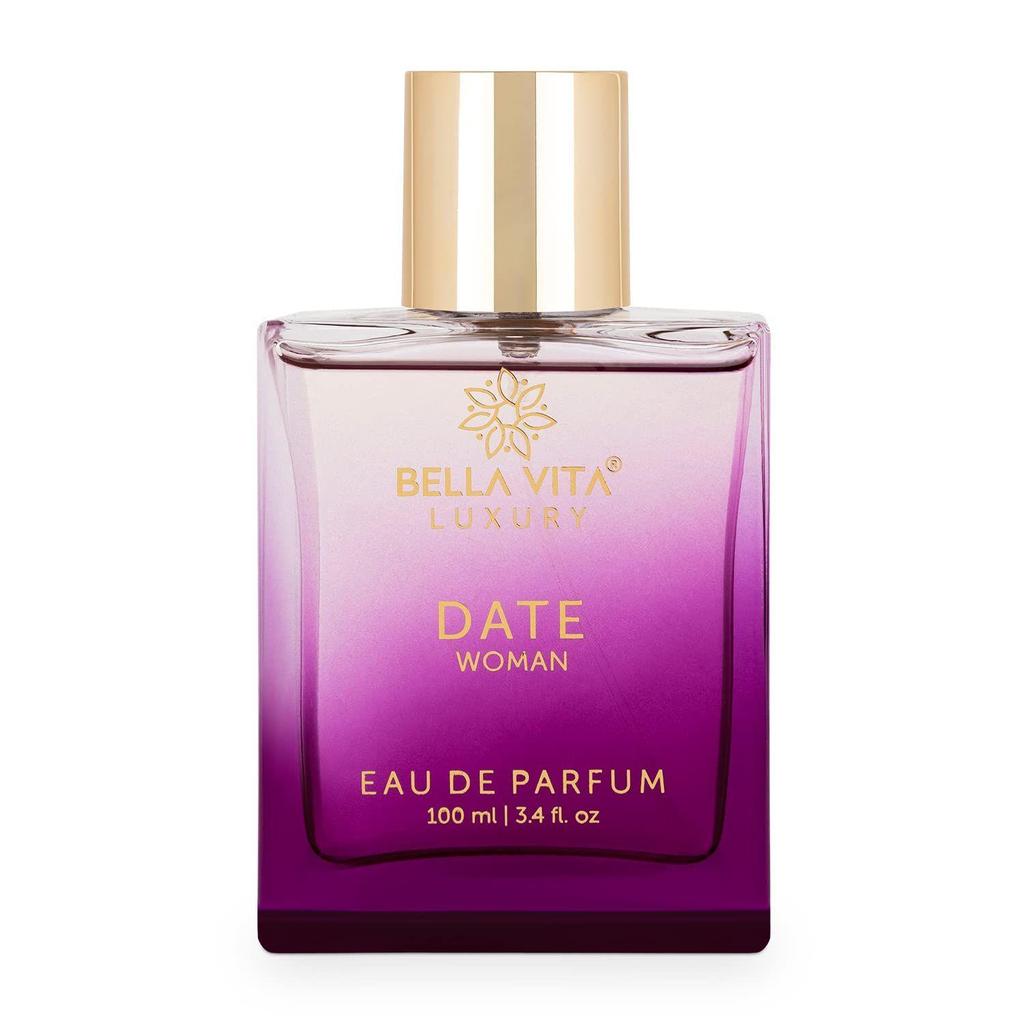 BELLA VITA®
LUXURY
DATE
WOMAN
EAU DE PARFUM
100 ml | 3.4 fl. oz